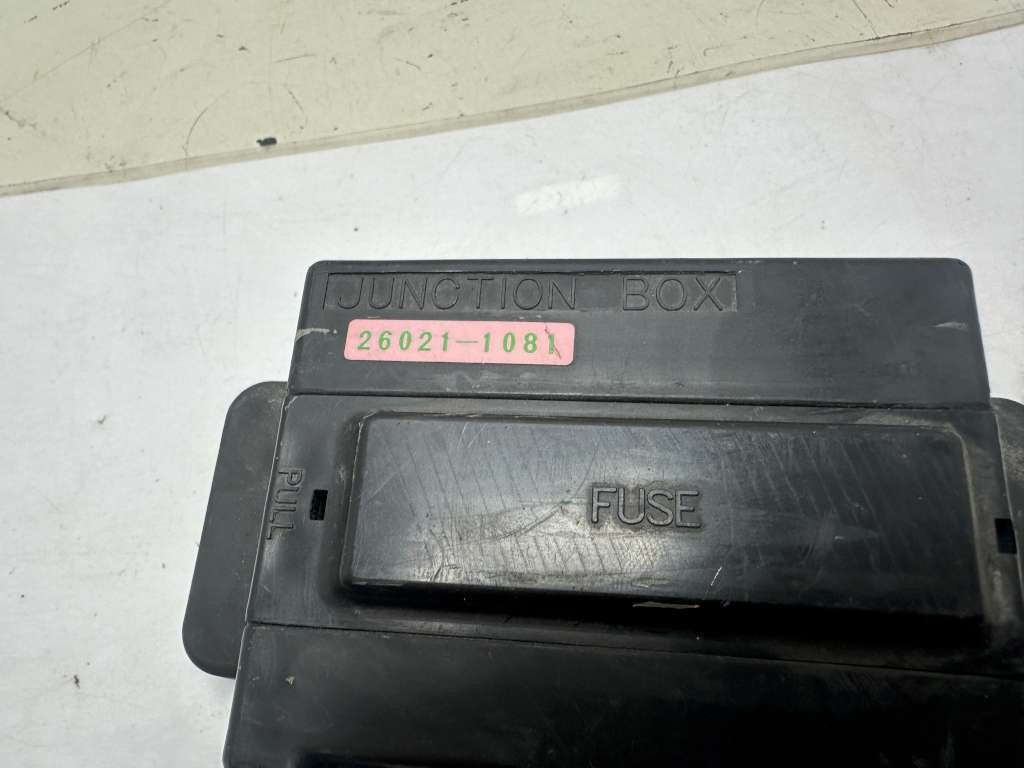 JUNCTION BOX
26021-1081
PULL
FUSE